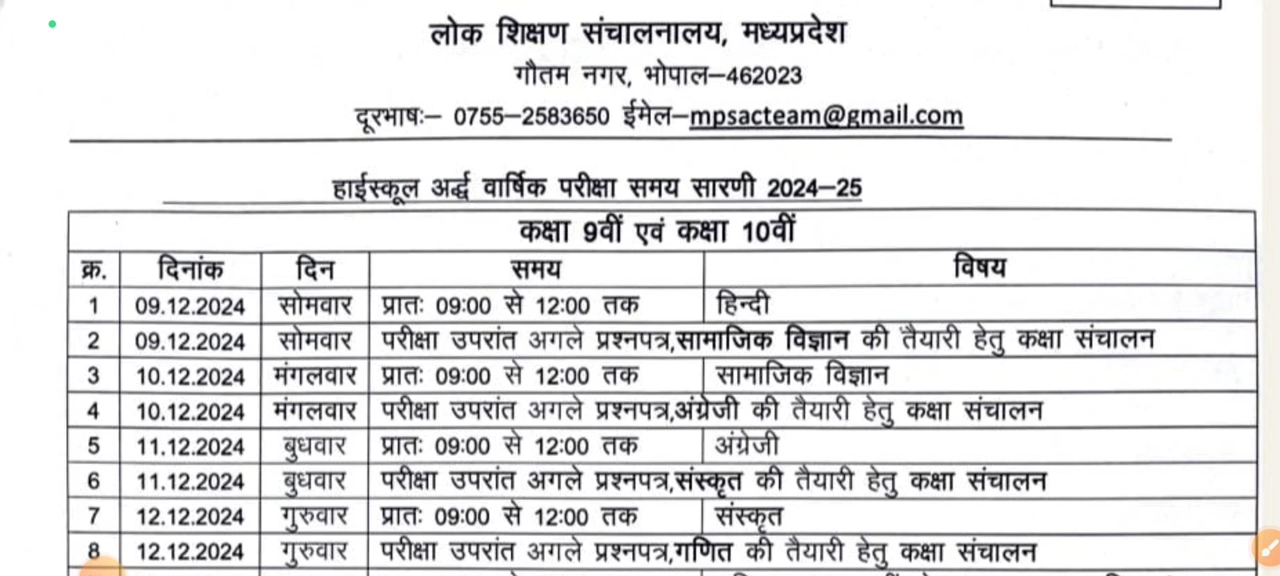 लोक शिक्षण संचालनालय, मध्यप्रदेश
गौतम नगर, भोपाल–462023
दूरभाषः– 0755–2583650 ईमेल–mpsacteam@gmail.com
हाईस्कूल अर्द्ध वार्षिक परीक्षा समय सारणी 2024–25
कक्षा 9वीं एवं कक्षा 10वीं
क्र. दिनांक दिन समय विषय
1 09.12.2024 सोमवार प्रातः 09:00 से 12:00 तक हिन्दी
2 09.12.2024 सोमवार परीक्षा उपरांत अगले प्रश्नपत्र,सामाजिक विज्ञान की तैयारी हेतु कक्षा संचालन
3 10.12.2024 मंगलवार प्रातः 09:00 से 12:00 तक सामाजिक विज्ञान
4 10.12.2024 मंगलवार परीक्षा उपरांत अगले प्रश्नपत्र,अंग्रेजी की तैयारी हेतु कक्षा संचालन
5 11.12.2024 बुधवार प्रातः 09:00 से 12:00 तक अंग्रेजी
6 11.12.2024 बुधवार परीक्षा उपरांत अगले प्रश्नपत्र,संस्कृत की तैयारी हेतु कक्षा संचालन
7 12.12.2024 गुरुवार प्रातः 09:00 से 12:00 तक संस्कृत
8 12.12.2024 गुरुवार परीक्षा उपरांत अगले प्रश्नपत्र,गणित की तैयारी हेतु कक्षा संचालन